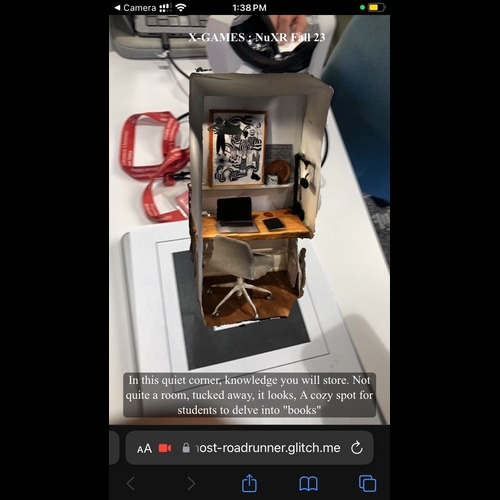 Camera
1:38 PM
X-GAMES : NuXR Fall 23
In this quiet corner, knowledge you will store. Not
quite a room, tucked away, it looks, A cozy spot for
students to delve into "books"
AA
ost-roadrunner.glitch.me